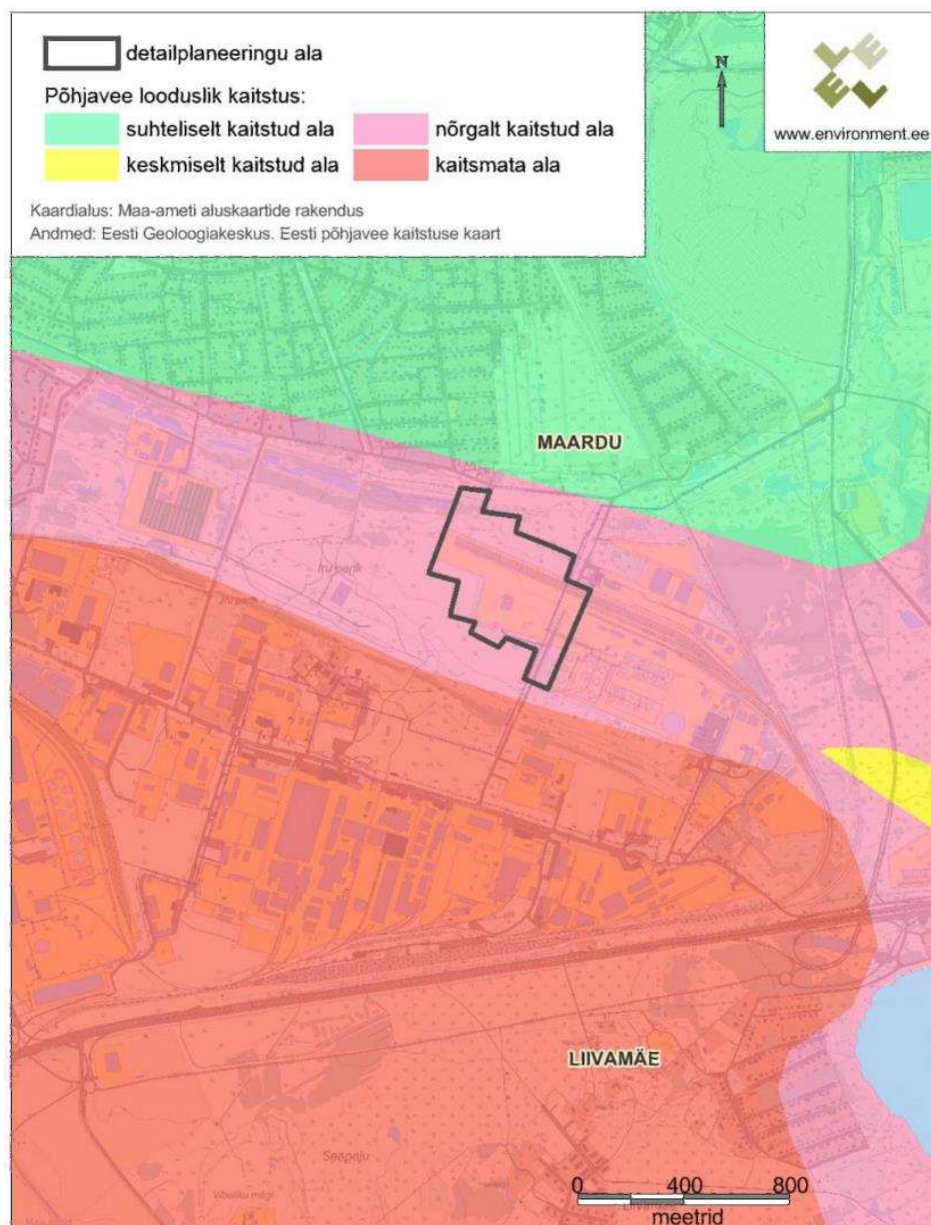 detailplaneeringu ala
Põhjavee looduslik kaitstus:
suhteliselt kaitstud ala
nõrgalt kaitstud ala
keskmiselt kaitstud ala
kaitsmata ala
Kaardialus: Maa-ameti aluskaartide rakendus
Andmed: Eesti Geoloogiakeskus. Eesti põhjavee kaitstuse kaart
N
www.environment.ee
MAARDU
LIIVAMÄE
0 400 800
meetrid